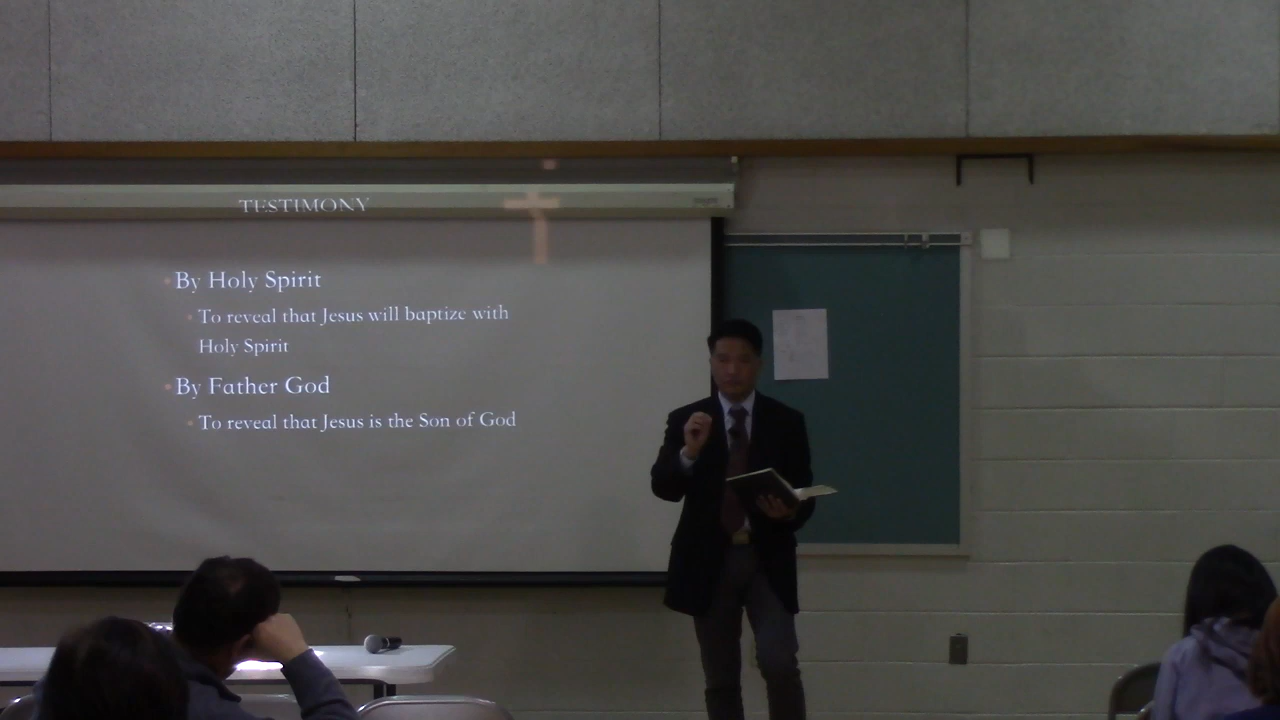 TESTIMONY
By Holy Spirit
To reveal that Jesus will baptize with
Holy Spirit
By Father God
To reveal that Jesus is the Son of God